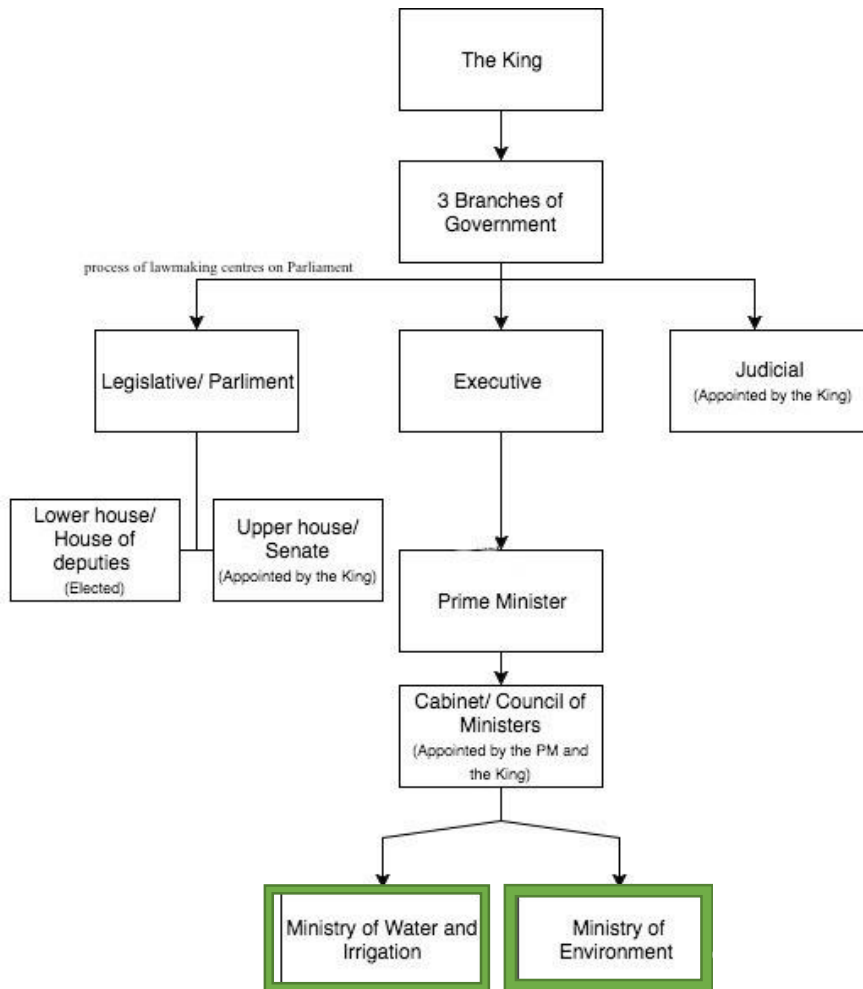 The King
3 Branches of
Government
process of lawmaking centres on Parliament
Legislative/ Parliment
Executive
Judicial
(Appointed by the King)
Lower house/
House of
deputies
(Elected)
Upper house/
Senate
(Appointed by the King)
Prime Minister
Cabinet/ Council of
Ministers
(Appointed by the PM and
the King)
Ministry of Water and
Irrigation
Ministry of
Environment